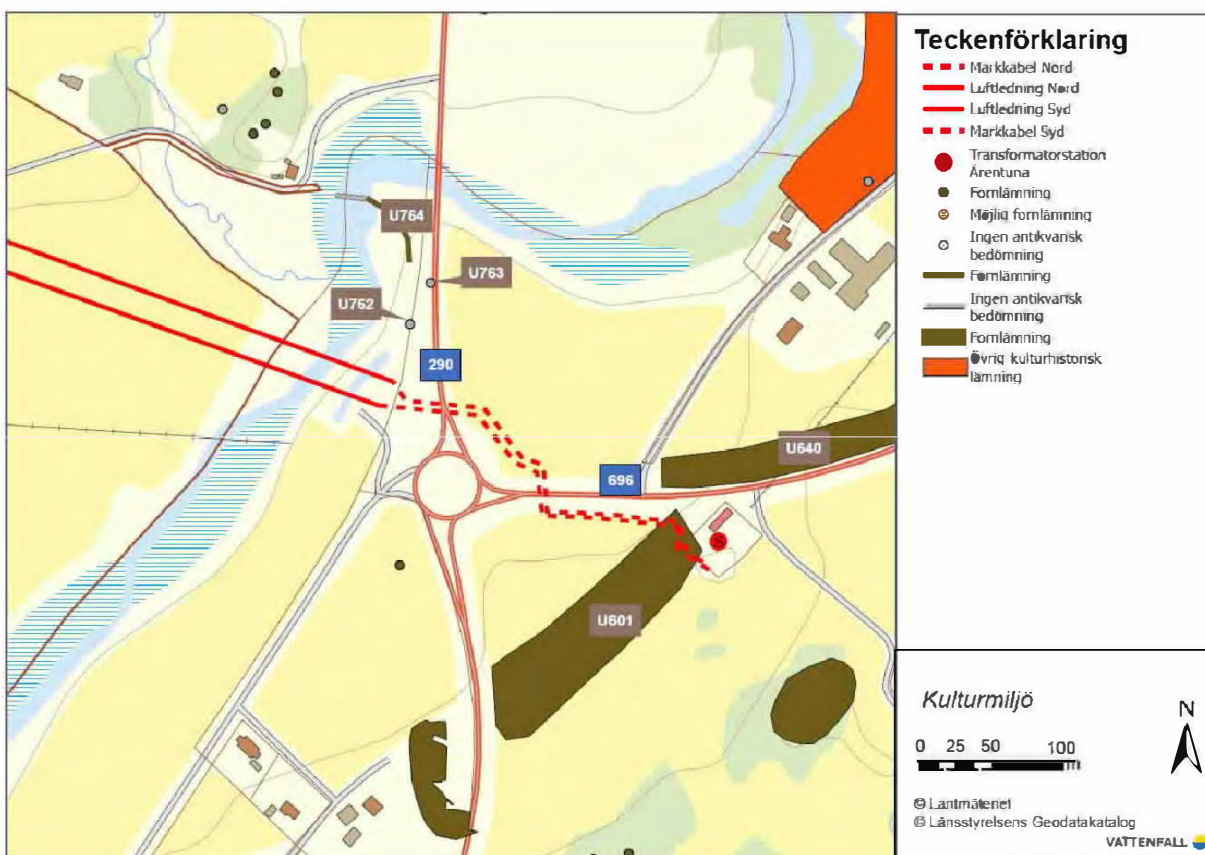 U764
U763
U762
290
U640
696
U601
Teckenförklaring
Markkabel Nord
Luftledning Nord
Luftledning Syd
Markkabel Syd
Transformatorstation
Ärentuna
Fornlämning
Möjlig fornlämning
Ingen antikvarisk
bedömning
Fornlämning
Ingen antikvarisk
bedömning
Fornlämning
Övrig kulturhistorisk
lämning
Kulturmiljö
N
0 25 50 100
m
© Lantmäteriet
© Länsstyrelsens Geodatakatalog
VATTENFALL